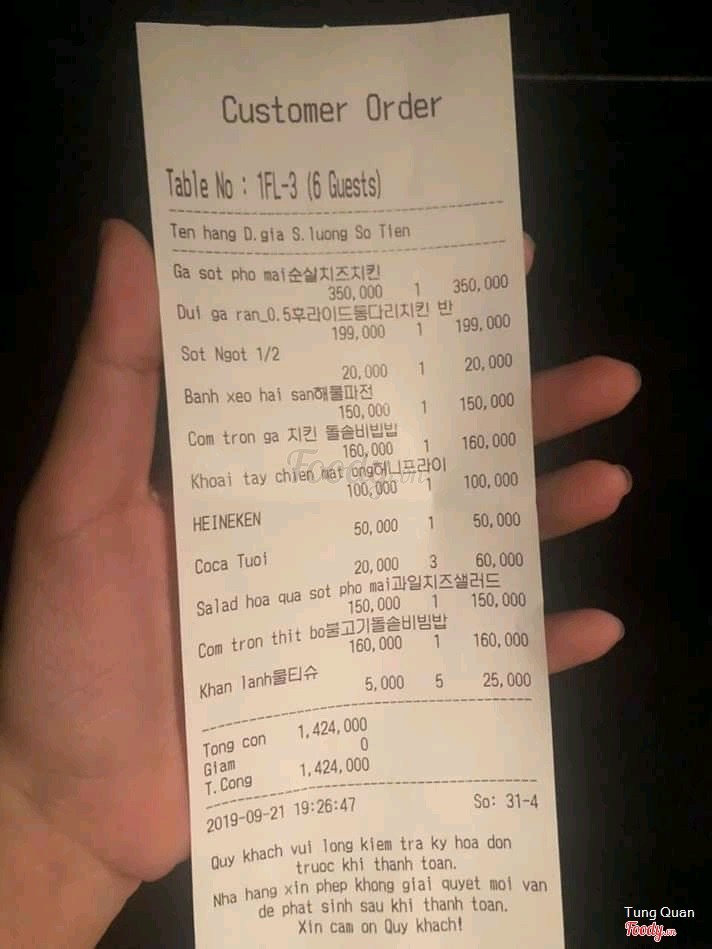 Customer Order
Table No : 1FL-3 (6 Guests)
Ten hang D.gia S.luong So Tien
Ga sot pho mai순살치즈치킨
350,000 1 350,000
Dui ga ran_0.5후라이드통다리치킨 반
199,000 1 199,000
Sot Ngot 1/2
20,000 1 20,000
Banh xeo hai san해물파전
150,000 1 150,000
Com tron ga 치킨 돌솥비빔밥
160,000 1 160,000
Khoai tay chien mat ong허니프라이
100,000 1 100,000
HEINEKEN
50,000 1 50,000
Coca Tuoi
20,000 3 60,000
Salad hoa qua sot pho mai과일치즈샐러드
150,000 1 150,000
Com tron thit bo불고기돌솥비빔밥
160,000 1 160,000
Khan lanh물티슈
5,000 5 25,000
Tong con 1,424,000
Giam 0
T.Cong 1,424,000
2019-09-21 19:26:47 So: 31-4
Quy khach vui long kiem tra ky hoa don
truoc khi thanh toan.
Nha hang xin phep khong giai quyet moi van
de phat sinh sau khi thanh toan.
Xin cam on Quy khach!
Foody.vn
Tung Quan
Foody.vn